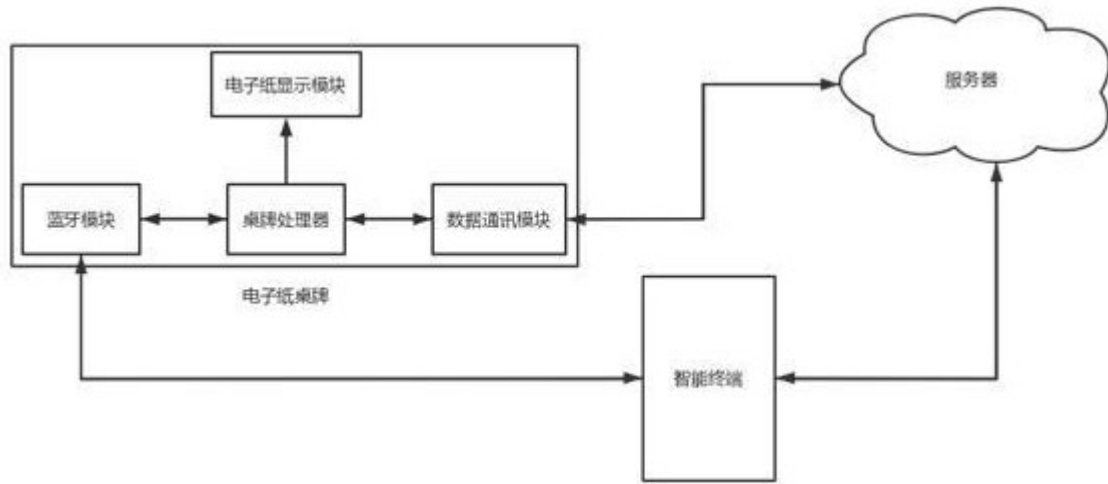 电子纸显示模块
服务器
蓝牙模块
桌牌处理器
数据通讯模块
电子纸桌牌
智能终端